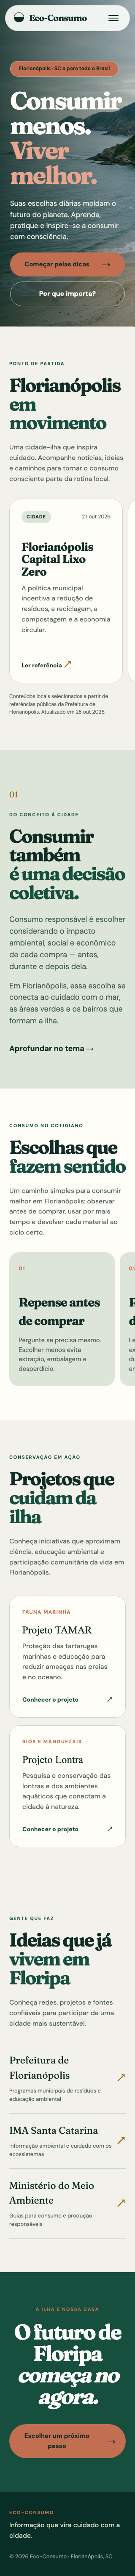 Eco-Consumo
Florianópolis · SC e para todo o Brasil
Consumir
menos.
Viver
melhor.
Suas escolhas diárias moldam o
futuro do planeta. Aprenda,
pratique e inspire-se a consumir
com consciência.
Começar pelas dicas →
Por que importa?
PONTO DE PARTIDA
Florianópolis
em
movimento
Uma cidade-ilha que inspira
cuidado. Acompanhe notícias, ideias
e caminhos para tornar o consumo
consciente parte da rotina local.
CIDADE
27 out 2026
Florianópolis
Capital Lixo
Zero
A política municipal
incentiva a redução de
resíduos, a reciclagem, a
compostagem e a economia
circular.
Ler referência ↗
Conteúdos locais selecionados a partir de
referências públicas da Prefeitura de
Florianópolis. Atualizado em 28 out 2026.
01
DO CONCEITO À CIDADE
Consumir
também
é uma decisão
coletiva.
Consumo responsável é escolher
considerando o impacto
ambiental, social e econômico
de cada compra — antes,
durante e depois dela.
Em Florianópolis, essa escolha se
conecta ao cuidado com o mar,
as áreas verdes e os bairros que
formam a ilha.
Aprofundar no tema →
CONSUMO NO COTIDIANO
Escolhas que
fazem sentido
Um caminho simples para consumir
melhor em Florianópolis: observar
antes de comprar, usar por mais
tempo e devolver cada material ao
ciclo certo.
01
Repense antes
de comprar
Pergunte se precisa mesmo.
Escolher menos evita
extração, embalagem e
desperdício.
CONSERVAÇÃO EM AÇÃO
Projetos que
cuidam da
ilha
Conheça iniciativas que aproximam
ciência, educação ambiental e
participação comunitária da vida em
Florianópolis.
FAUNA MARINHA
Projeto TAMAR
Proteção das tartarugas
marinhas e educação para
reduzir ameaças nas praias
e no oceano.
Conhecer o projeto ↗
RIOS E MANGUEZAIS
Projeto Lontra
Pesquisa e conservação das
lontras e dos ambientes
aquáticos que conectam a
cidade à natureza.
Conhecer o projeto ↗
GENTE QUE FAZ
Ideias que já
vivem em
Floripa
Conheça redes, projetos e fontes
confiáveis para participar de uma
cidade mais sustentável.
Prefeitura de
Florianópolis ↗
Programas municipais de resíduos e
educação ambiental
IMA Santa Catarina ↗
Informação ambiental e cuidado com os
ecossistemas
Ministério do Meio
Ambiente ↗
Guias para consumo e produção
responsáveis
A ILHA É NOSSA CASA
O futuro de
Floripa
começa no
agora.
Escolher um próximo
passo →
ECO-CONSUMO
Informação que vira cuidado com a
cidade.
© 2026 Eco-Consumo · Florianópolis, SC